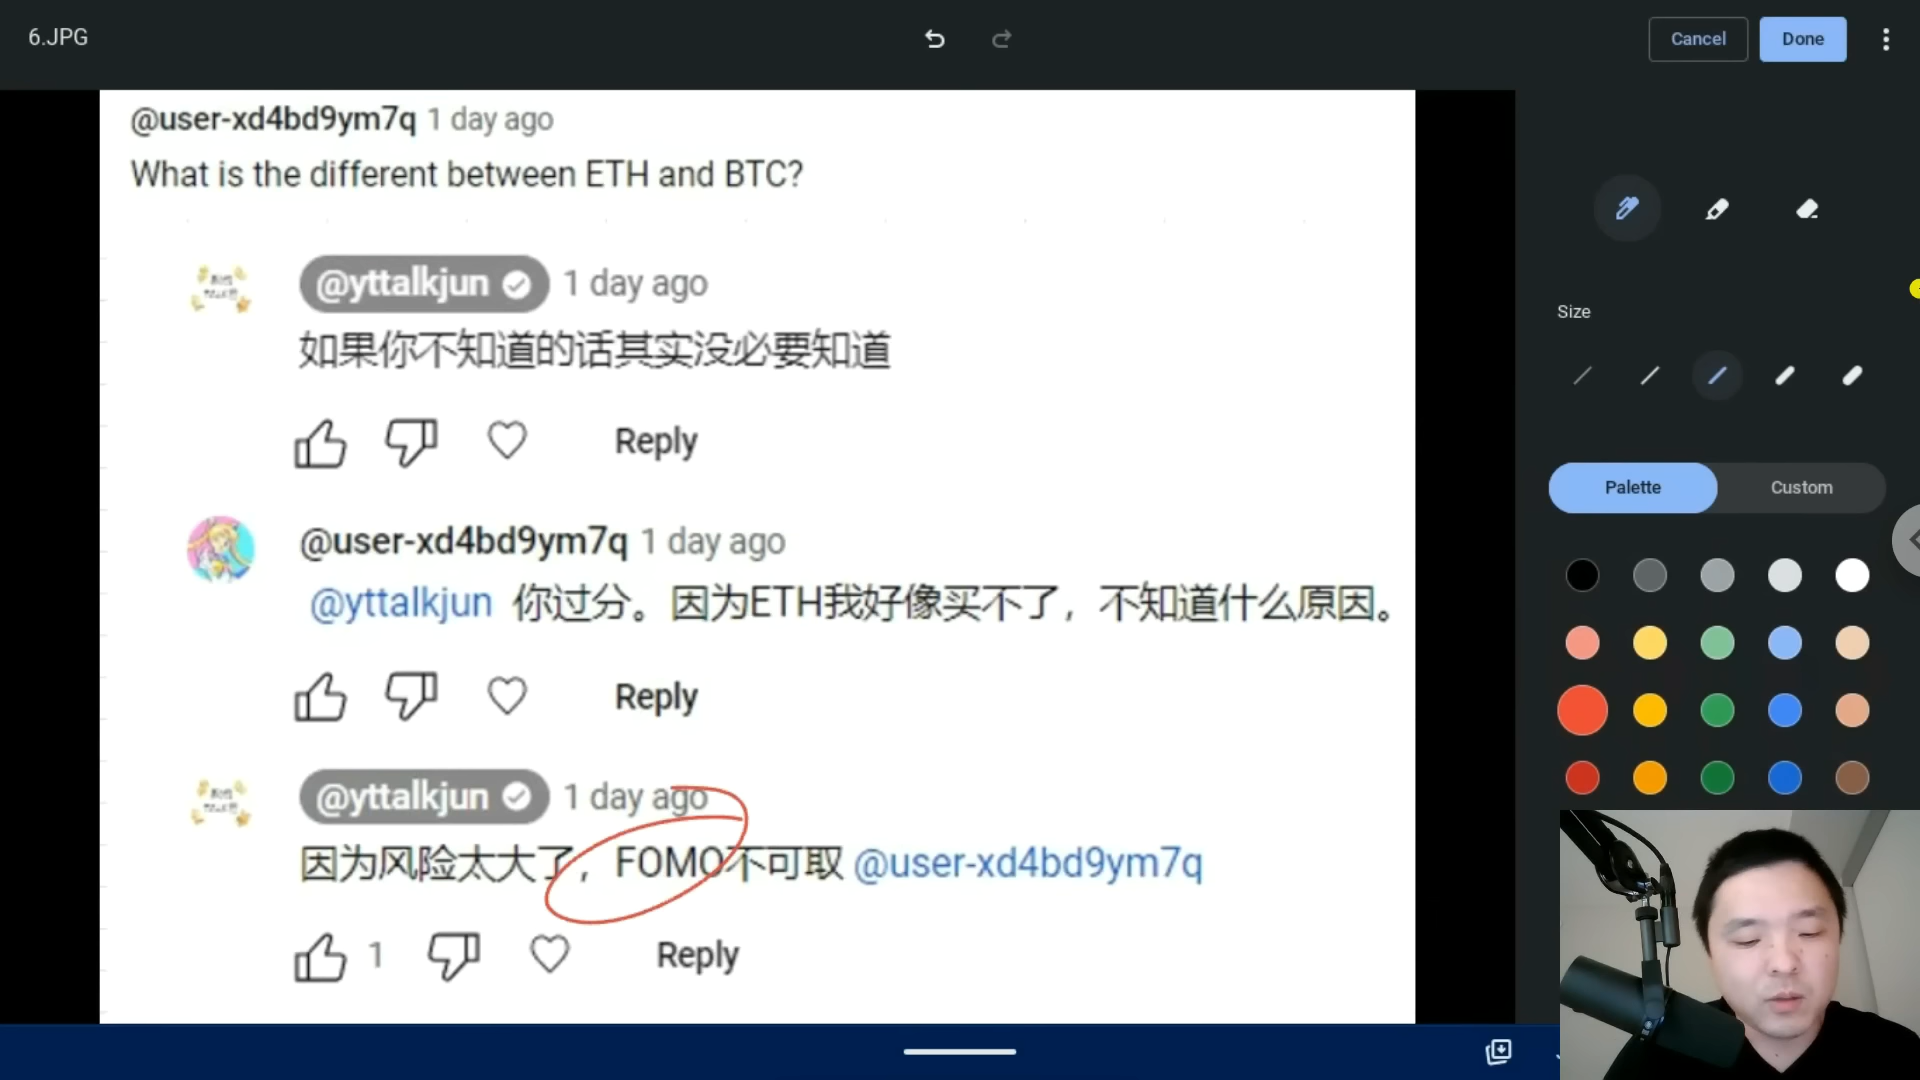 6.JPG
Cancel
Done
@user-xd4bd9ym7q 1 day ago
What is the different between ETH and BTC?
@yttalkjun 1 day ago
如果你不知道的话其实没必要知道
Reply
@user-xd4bd9ym7q 1 day ago
@yttalkjun 你过分。因为ETH我好像买不了，不知道什么原因。
Reply
@yttalkjun 1 day ago
因为风险太大了，FOMO不可取 @user-xd4bd9ym7q
1
Reply
Size
Palette
Custom